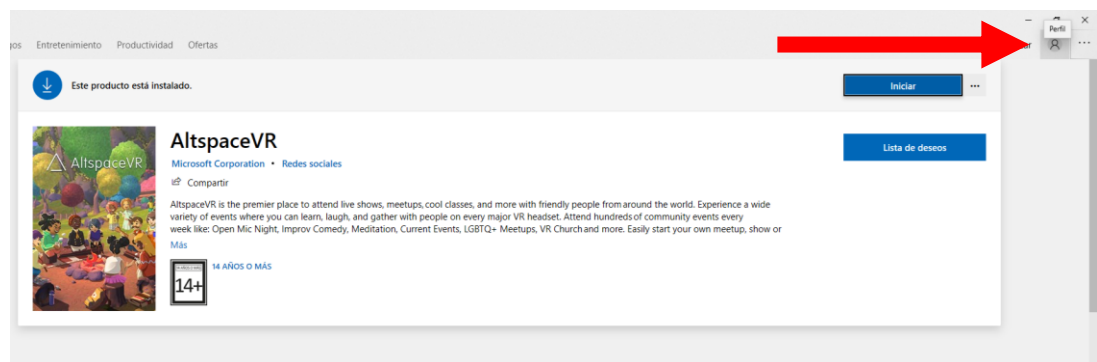 Perfil
Entretenimiento Productividad Ofertas
Este producto está instalado.
Iniciar
AltspaceVR
AltspaceVR
Lista de deseos
Microsoft Corporation • Redes sociales
Compartir
AltspaceVR is the premier place to attend live shows, meetups, cool classes, and more with friendly people from around the world. Experience a wide
variety of events where you can learn, laugh, and gather with people on every major VR headset. Attend hundreds of community events every
week like: Open Mic Night, Improv Comedy, Meditation, Current Events, LGBTQ+ Meetups, VR Church and more. Easily start your own meetup, show or
Más
14 AÑOS O MÁS
14+